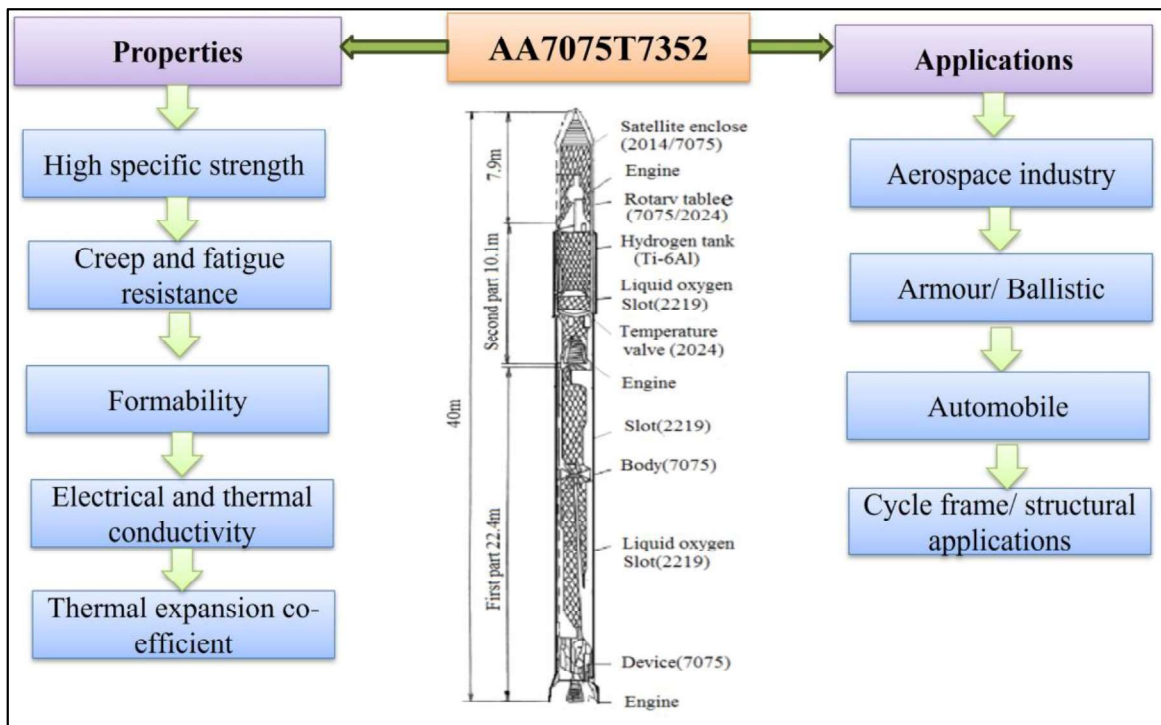 Properties
AA7075T7352
Applications
High specific strength
Creep and fatigue
resistance
Formability
Electrical and thermal
conductivity
Thermal expansion co-
efficient
40m
7.9m
Second part 10.1m
First part 22.4m
Satellite enclose
(2014/7075)
Engine
Rotarv tablee
(7075/2024)
Hydrogen tank
(Ti-6Al)
Liquid oxygen
Slot(2219)
Temperature
valve (2024)
Engine
Slot(2219)
Body(7075)
Liquid oxygen
Slot(2219)
Device(7075)
Engine
Aerospace industry
Armour/ Ballistic
Automobile
Cycle frame/ structural
applications